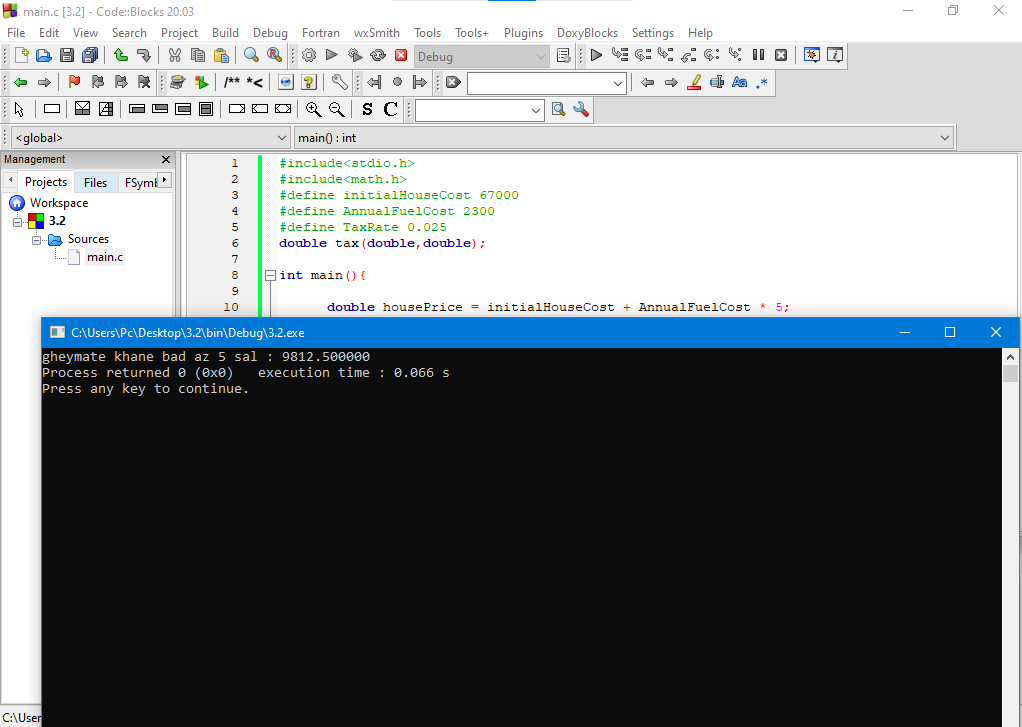 main.c [3.2] - Code::Blocks 20.03
File Edit View Search Project Build Debug Fortran wxSmith Tools Tools+ Plugins DoxyBlocks Settings Help
Debug
/** *<
S C
<global> main() : int
Management
Projects Files FSymb
Workspace
3.2
Sources
main.c
1 #include<stdio.h>
2 #include<math.h>
3 #define initialHouseCost 67000
4 #define AnnualFuelCost 2300
5 #define TaxRate 0.025
6 double tax(double,double);
7
8 int main(){
9
10 double housePrice = initialHouseCost + AnnualFuelCost * 5;
C:\Users\Pc\Desktop\3.2\bin\Debug\3.2.exe
gheymate khane bad az 5 sal : 9812.500000
Process returned 0 (0x0)   execution time : 0.066 s
Press any key to continue.
C:\User